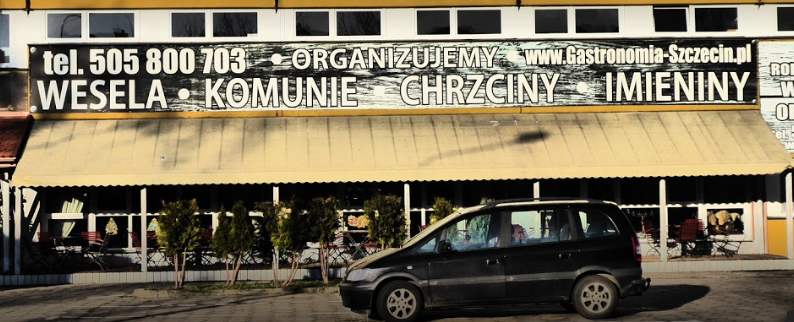 tel. 505 800 703 • ORGANIZUJEMY • www.Gastronomia-Szczecin.pl
WESELA • KOMUNIE • CHRZCINY • IMIENINY